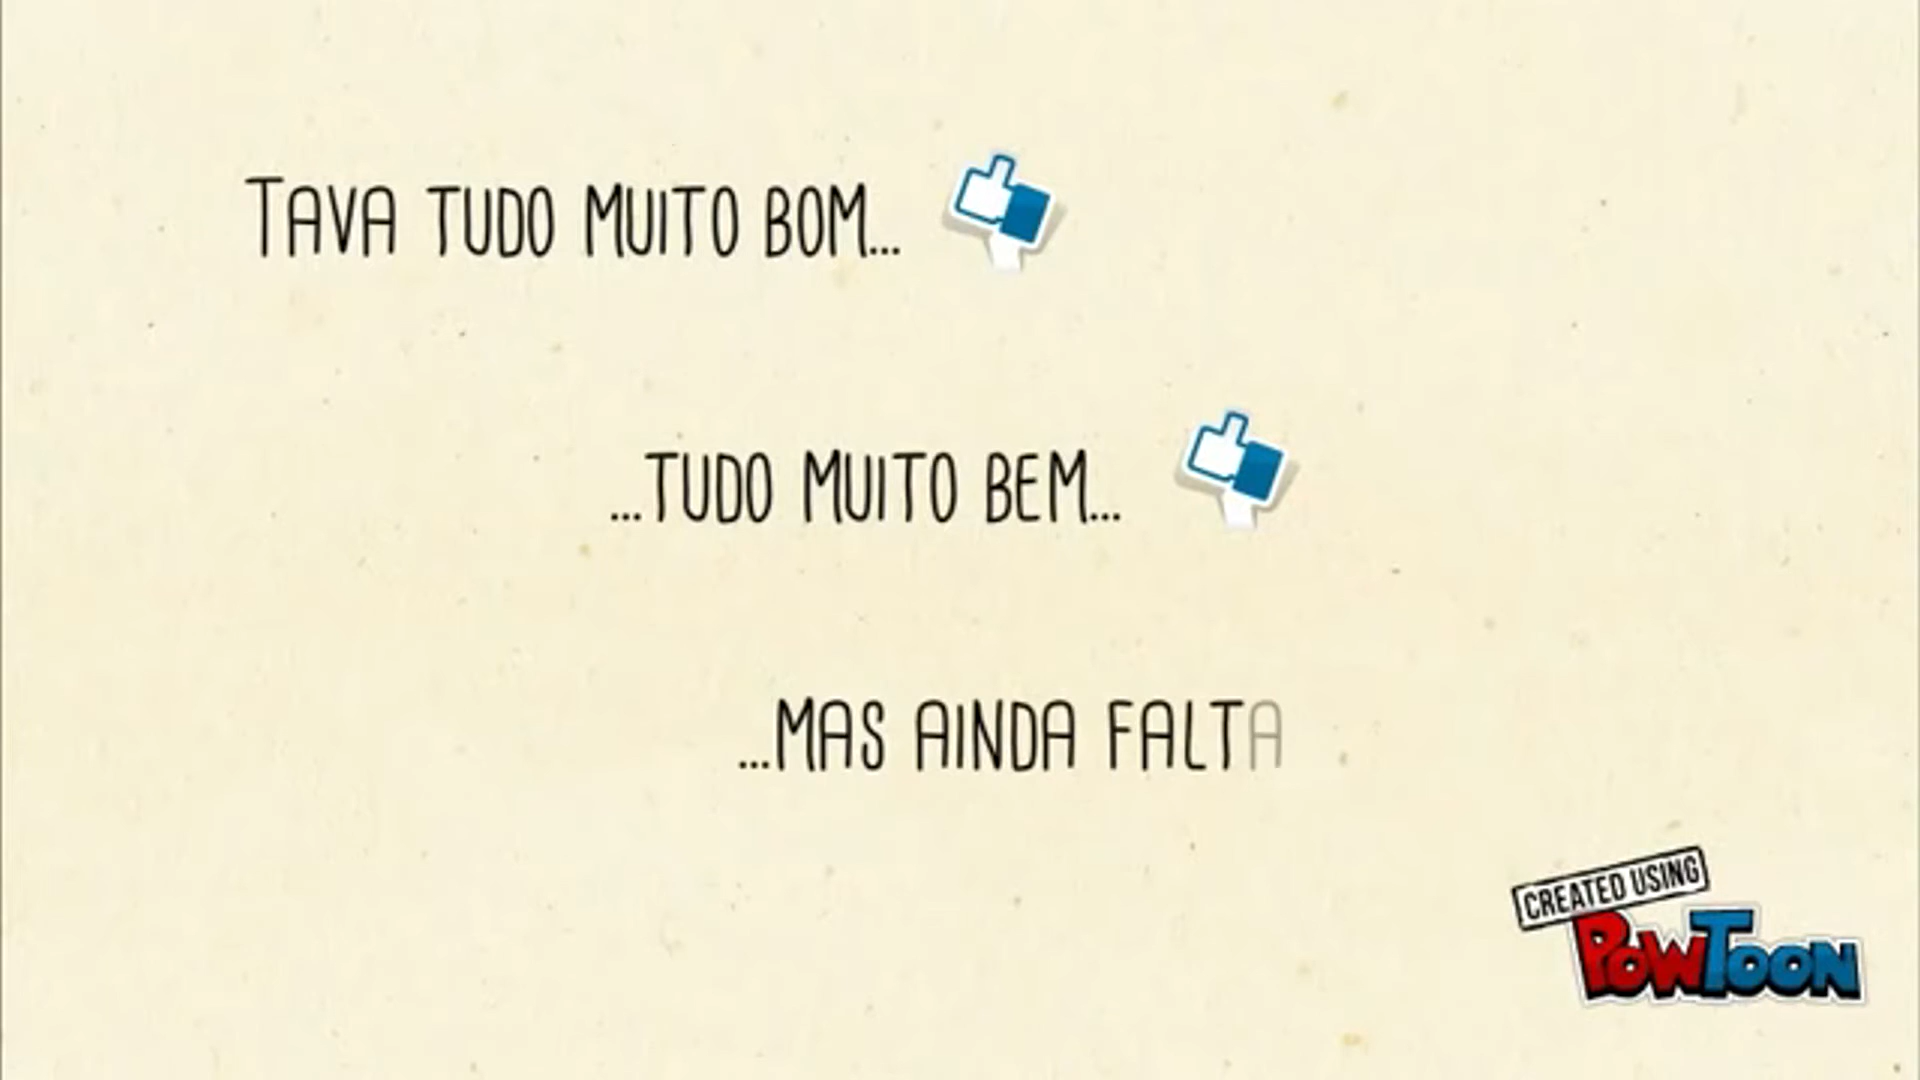 TAVA TUDO MUITO BOM...
...TUDO MUITO BEM...
...MAS AINDA FALTA
CREATED USING
POWTOON